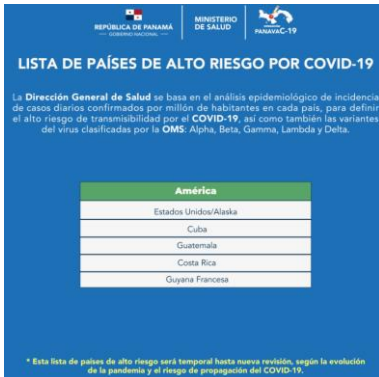 REPÚBLICA DE PANAMÁ
— GOBIERNO NACIONAL —
MINISTERIO
DE SALUD
PANAVAC-19
LISTA DE PAÍSES DE ALTO RIESGO POR COVID-19
La Dirección General de Salud se basa en el análisis epidemiológico de incidencia
de casos diarios confirmados por millón de habitantes en cada país, para definir
el alto riesgo de transmisibilidad por el COVID-19, así como también las variantes
del virus clasificadas por la OMS: Alpha, Beta, Gamma, Lambda y Delta.
América
Estados Unidos/Alaska
Cuba
Guatemala
Costa Rica
Guyana Francesa
* Esta lista de países de alto riesgo será temporal hasta nueva revisión, según la evolución
de la pandemia y el riesgo de propagación del COVID-19.